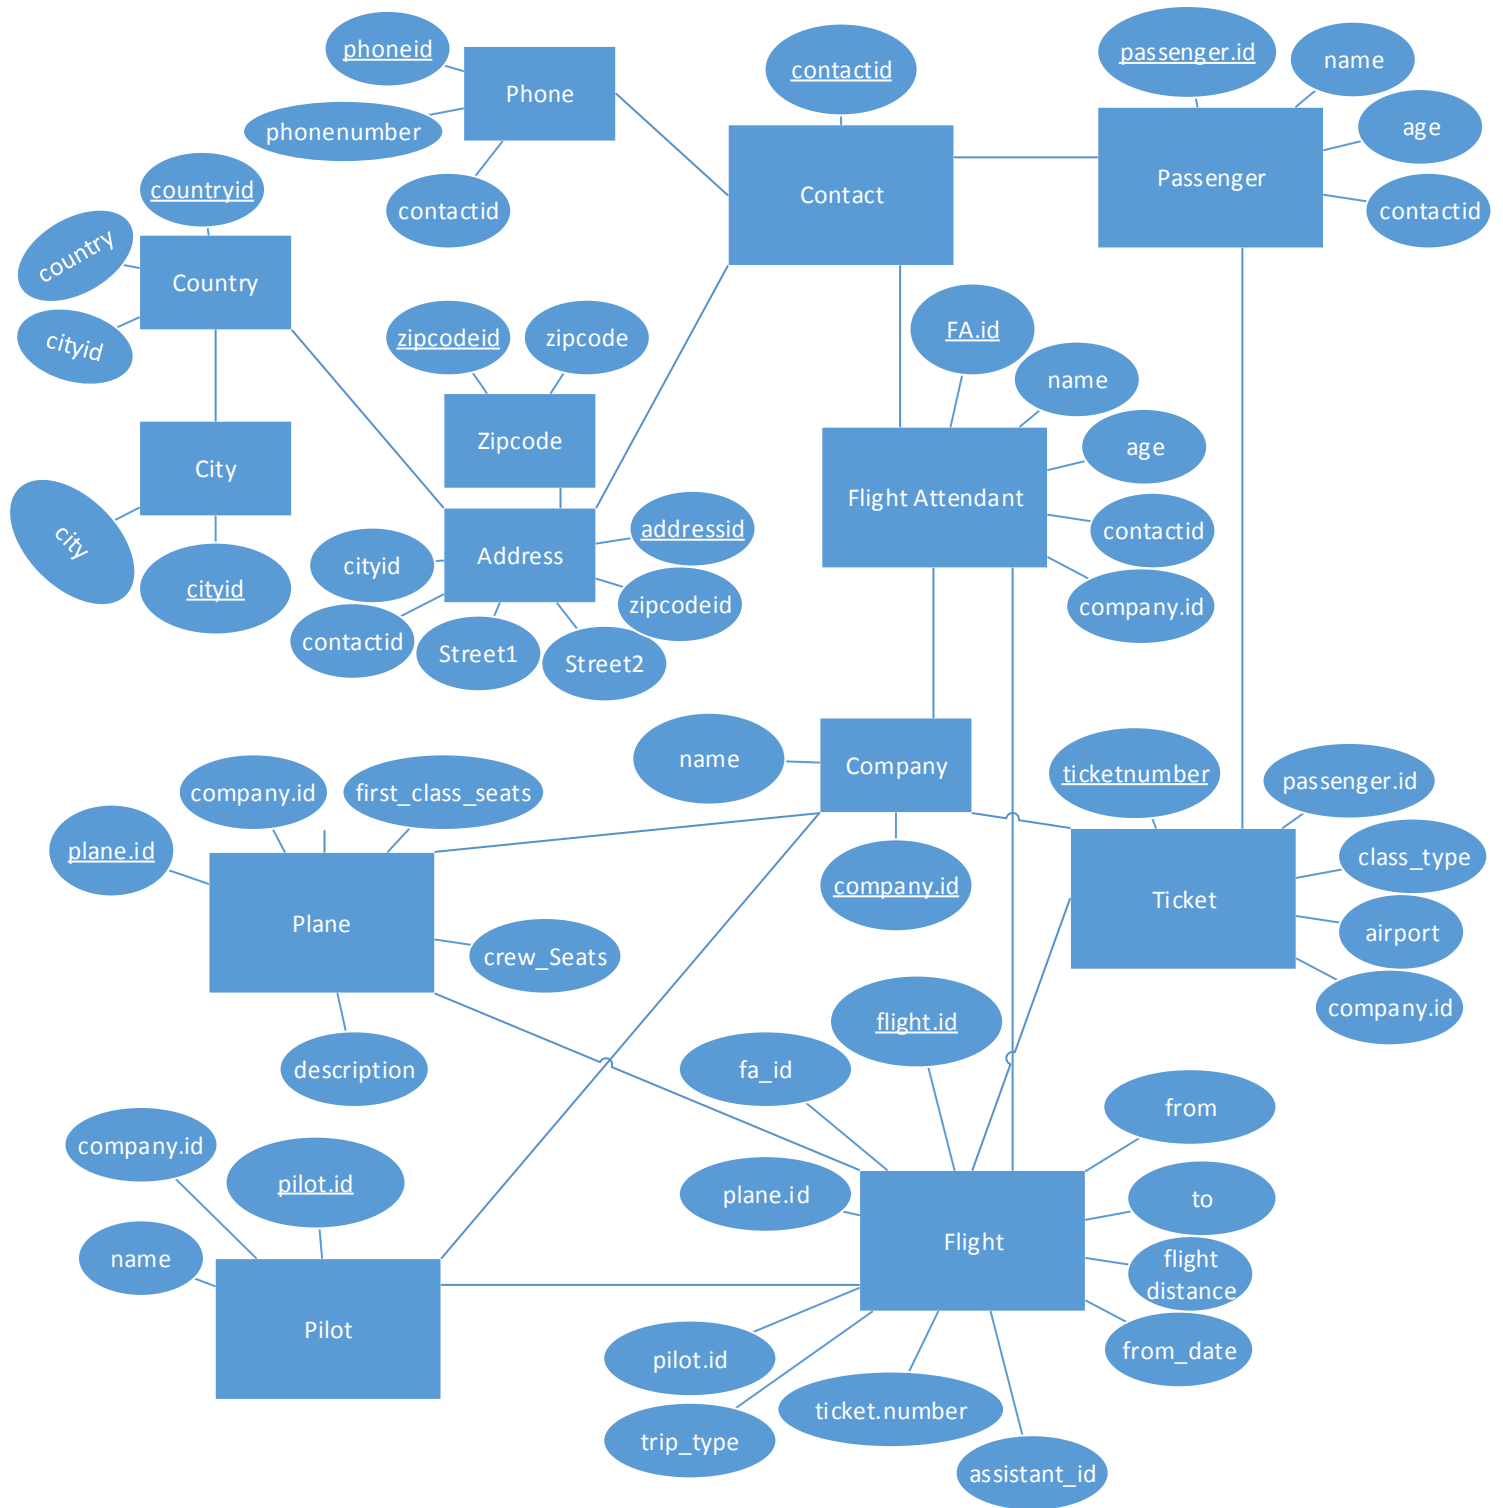 phoneid
Phone
phonenumber
contactid
contactid
Contact
passenger.id
name
age
Passenger
contactid
countryid
country
Country
cityid
City
city
cityid
zipcodeid
zipcode
Zipcode
Address
addressid
cityid
zipcodeid
contactid
Street1
Street2
FA.id
name
age
Flight Attendant
contactid
company.id
name
Company
company.id
ticketnumber
passenger.id
class_type
Ticket
airport
company.id
company.id
first_class_seats
plane.id
Plane
crew_Seats
description
company.id
pilot.id
name
Pilot
flight.id
fa_id
from
plane.id
to
Flight
flight
distance
from_date
pilot.id
ticket.number
trip_type
assistant_id